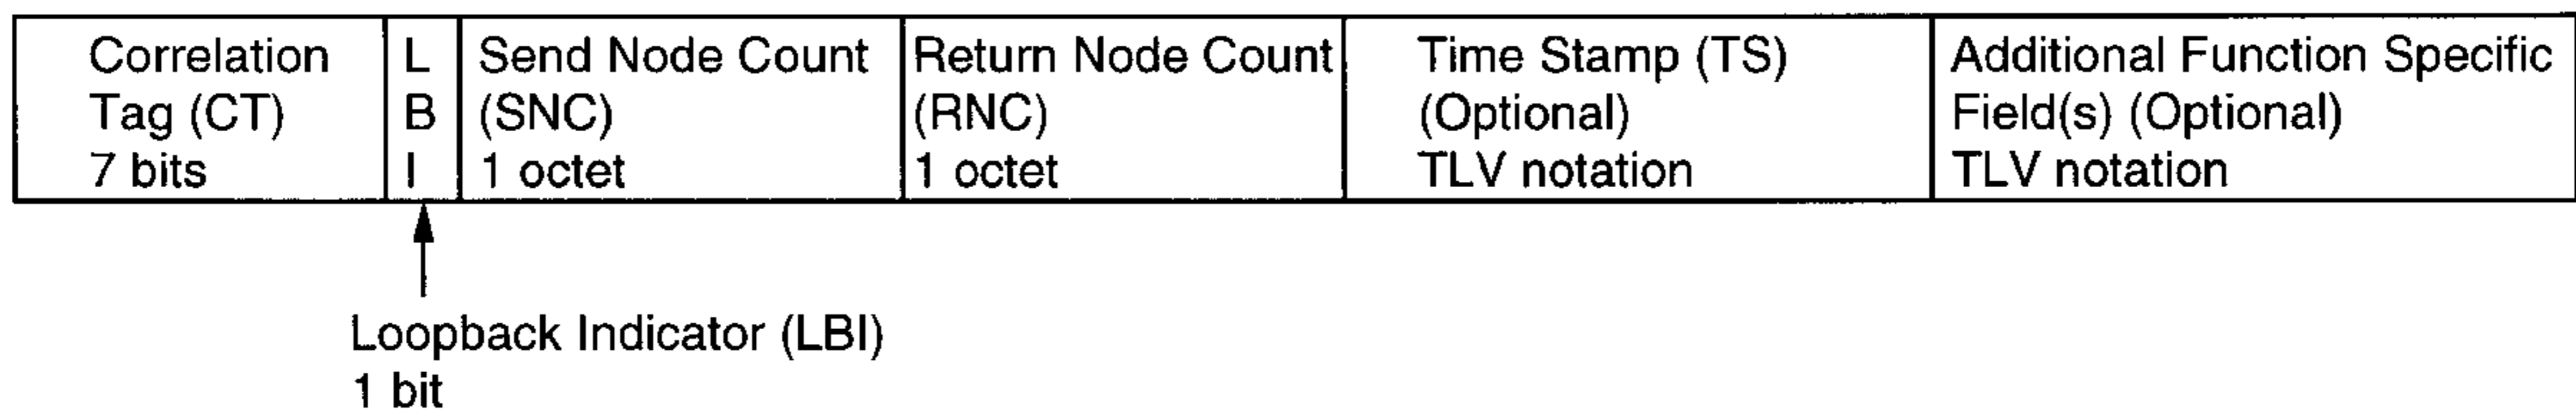 Correlation
Tag (CT)
7 bits
L
B
I
Send Node Count
(SNC)
1 octet
Return Node Count
(RNC)
1 octet
Time Stamp (TS)
(Optional)
TLV notation
Additional Function Specific
Field(s) (Optional)
TLV notation
Loopback Indicator (LBI)
1 bit